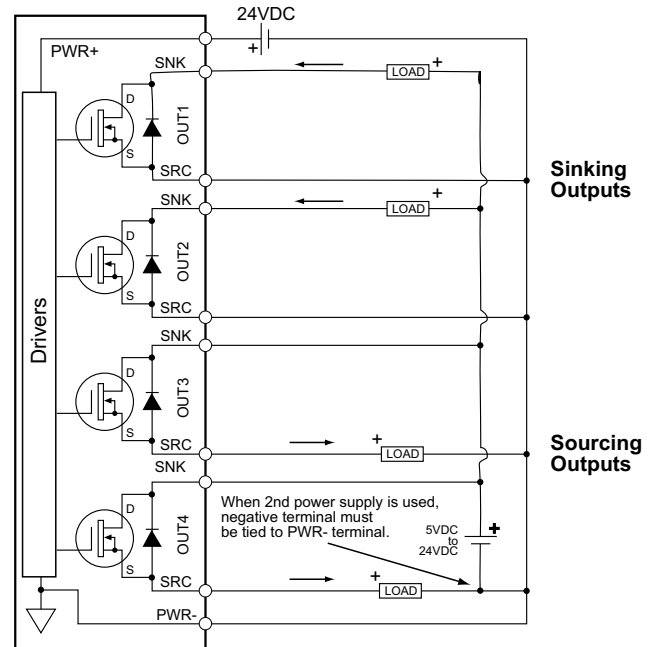 24VDC
+
PWR+
SNK
LOAD
+
D
S
OUT1
SRC
Sinking
Outputs
SNK
LOAD
+
D
S
OUT2
SRC
Drivers
SNK
D
S
OUT3
SRC
+
LOAD
Sourcing
Outputs
SNK
When 2nd power supply is used,
negative terminal must
be tied to PWR- terminal.
5VDC
to
24VDC
+
D
S
OUT4
SRC
+
LOAD
PWR-